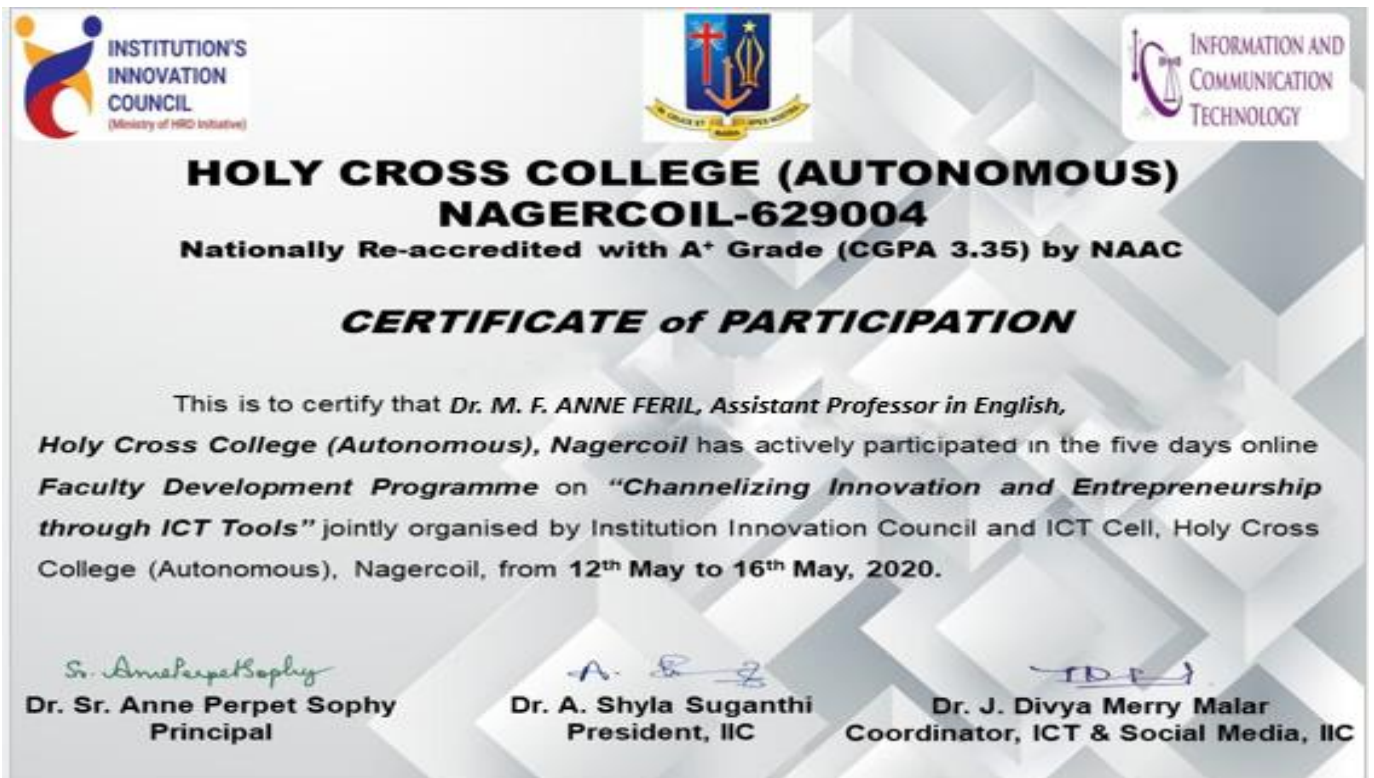 INSTITUTION'S
INNOVATION
COUNCIL
(Ministry of HRD Initiative)
INFORMATION AND
COMMUNICATION
TECHNOLOGY
HOLY CROSS COLLEGE (AUTONOMOUS)
NAGERCOIL-629004
Nationally Re-accredited with A⁺ Grade (CGPA 3.35) by NAAC
CERTIFICATE of PARTICIPATION
This is to certify that Dr. M. F. ANNE FERIL, Assistant Professor in English,
Holy Cross College (Autonomous), Nagercoil has actively participated in the five days online
Faculty Development Programme on “Channelizing Innovation and Entrepreneurship
through ICT Tools” jointly organised by Institution Innovation Council and ICT Cell, Holy Cross
College (Autonomous), Nagercoil, from 12ᵗʰ May to 16ᵗʰ May, 2020.
Sr. AnnePerpetSophy
Dr. Sr. Anne Perpet Sophy
Principal
Dr. A. Shyla Suganthi
President, IIC
Dr. J. Divya Merry Malar
Coordinator, ICT & Social Media, IIC